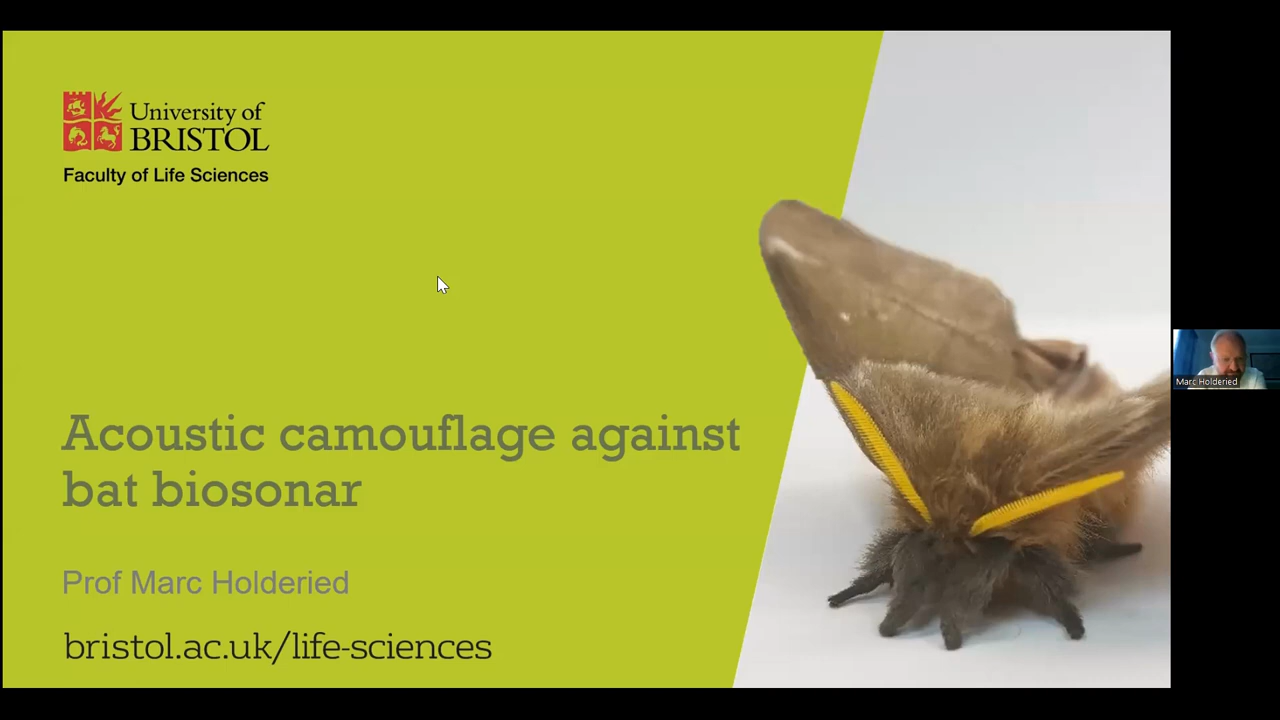 University of
BRISTOL
Faculty of Life Sciences
Acoustic camouflage against
bat biosonar
Prof Marc Holderied
bristol.ac.uk/life-sciences
Marc Holderied